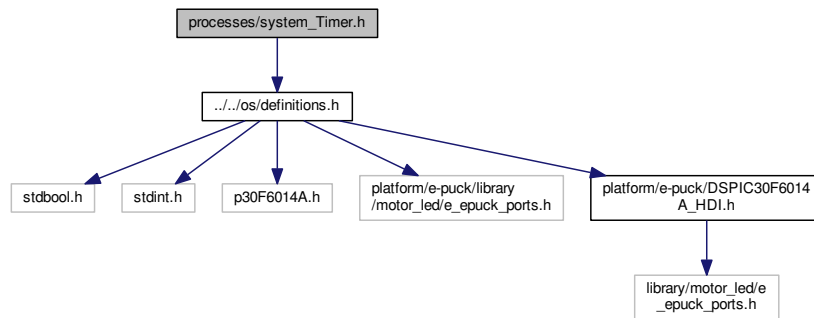 processes/system_Timer.h
../../os/definitions.h
stdbool.h
stdint.h
p30F6014A.h
platform/e-puck/library
/motor_led/e_epuck_ports.h
platform/e-puck/DSPIC30F6014
A_HDI.h
library/motor_led/e
_epuck_ports.h